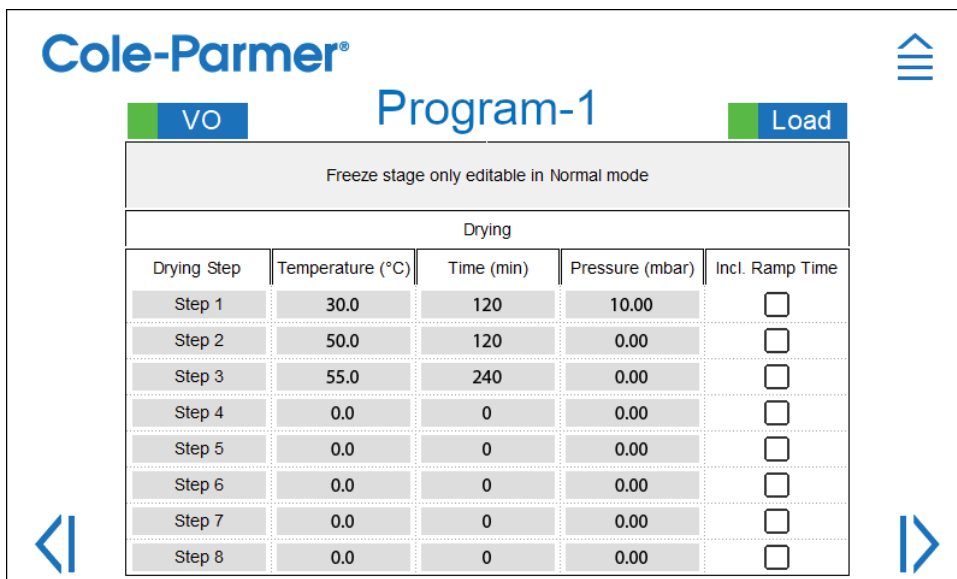 Cole-Parmer®
Program-1
VO
Load
Freeze stage only editable in Normal mode
Drying
Drying Step Temperature (°C) Time (min) Pressure (mbar) Incl. Ramp Time
Step 1 30.0 120 10.00
Step 2 50.0 120 0.00
Step 3 55.0 240 0.00
Step 4 0.0 0 0.00
Step 5 0.0 0 0.00
Step 6 0.0 0 0.00
Step 7 0.0 0 0.00
Step 8 0.0 0 0.00